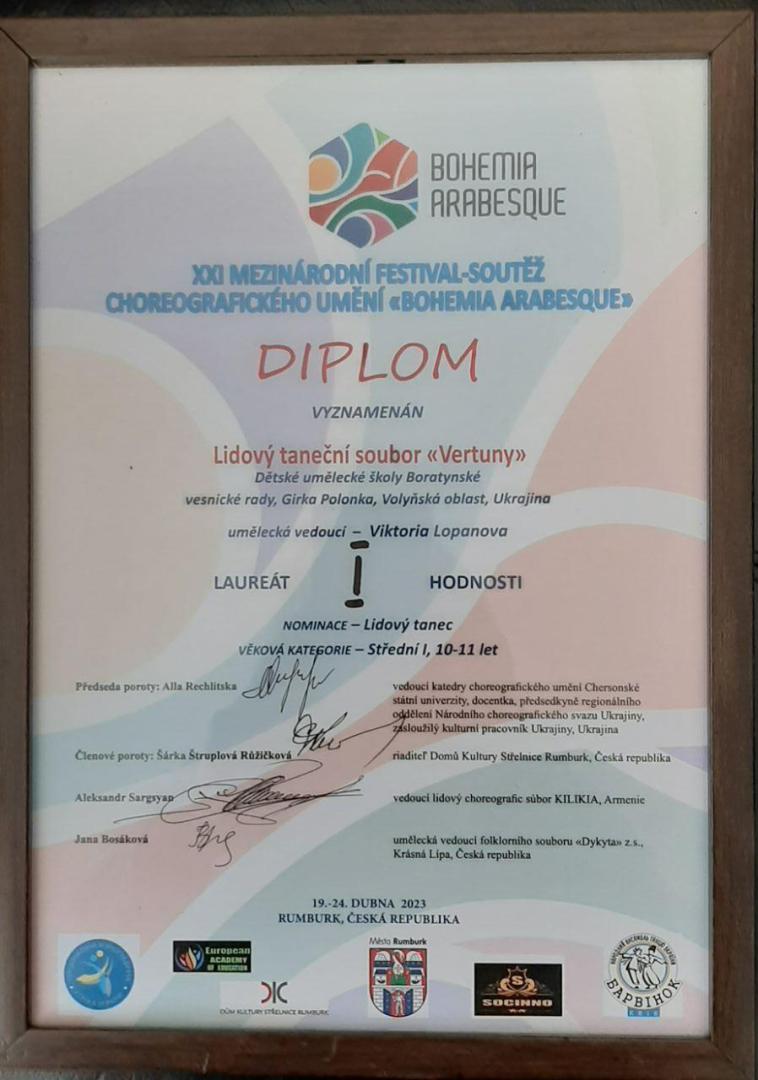 BOHEMIA
ARABESQUE
XXI MEZINÁRODNÍ FESTIVAL-SOUTĚŽ
CHOREOGRAFICKÉHO UMĚNÍ «BOHEMIA ARABESQUE»
DIPLOM
VYZNAMENÁN
Lidový taneční soubor «Vertuny»
Dětské umělecké školy Boratynské
vesnické rady, Girka Polonka, Volyňská oblast, Ukrajina
umělecká vedoucí – Viktoria Lopanova
LAUREÁT I HODNOSTI
NOMINACE – Lidový tanec
VĚKOVÁ KATEGORIE – Střední I, 10-11 let
Předseda poroty: Alla Rechlitska
vedoucí katedry choreografického umění Chersonské
státní univerzity, docentka, předsedkyně regionálního
oddělení Národního choreografického svazu Ukrajiny,
zasloužilý kulturní pracovník Ukrajiny, Ukrajina
Členové poroty: Šárka Štruplová Růžičková
riaditeľ Domů Kultury Střelnice Rumburk, Česká republika
Aleksandr Sargsyan
vedoucí lidový choreografic súbor KILIKIA, Armenie
Jana Bosáková
umělecká vedoucí folklorního souboru «Dykyta» z.s.,
Krásná Lípa, Česká republika
19.-24. DUBNA 2023
RUMBURK, ČESKÁ REPUBLIKA
European
ACADEMY
OF EDUCATION
DŮM KULTURY STŘELNICE RUMBURK
Město Rumburk
SOCINNO
БАРВІНОК
КИЇВ